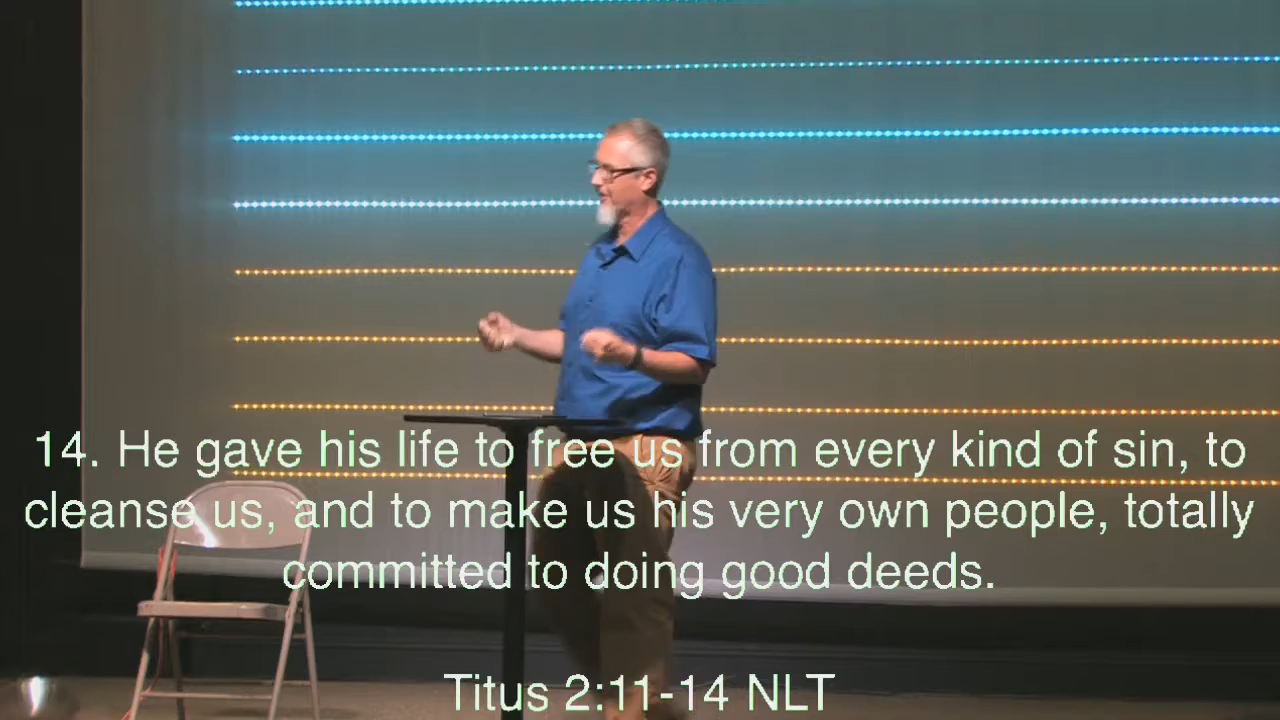 14. He gave his life to free us from every kind of sin, to
cleanse us, and to make us his very own people, totally
committed to doing good deeds.
Titus 2:11-14 NLT